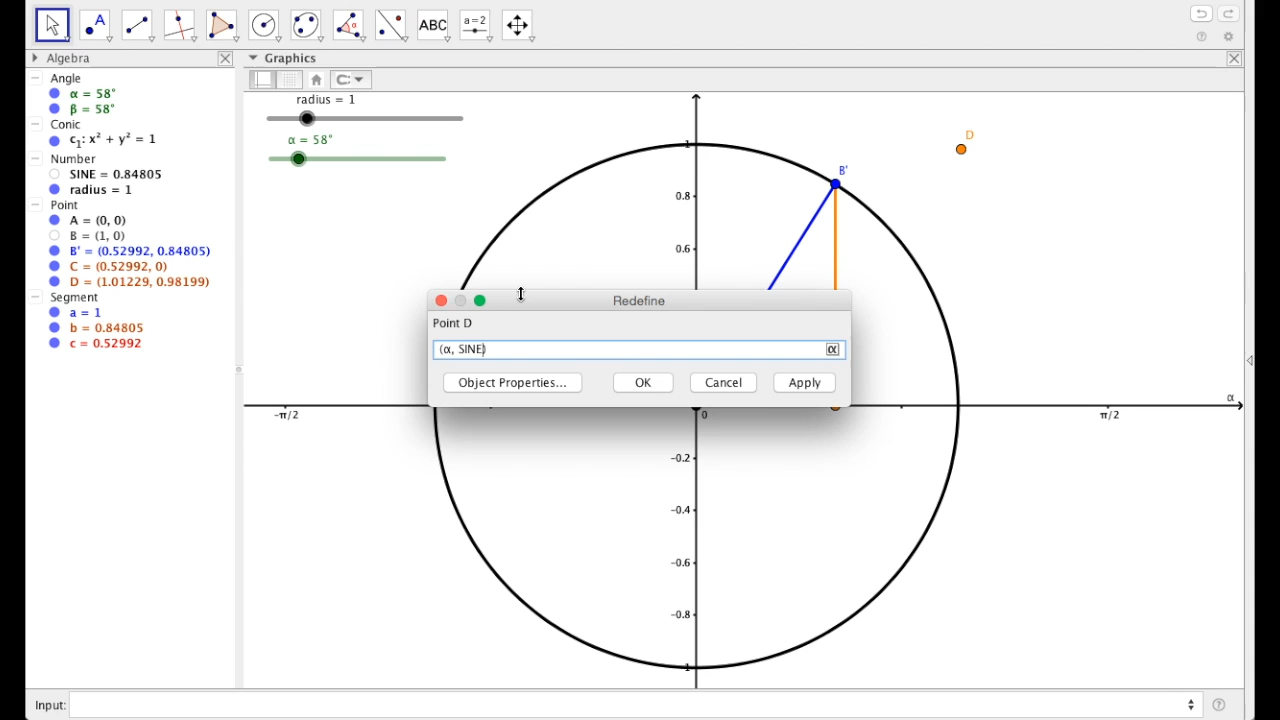 ABC
a=2
Algebra
Graphics
Angle
α = 58°
β = 58°
Conic
c₁: x² + y² = 1
Number
SINE = 0.84805
radius = 1
Point
A = (0, 0)
B = (1, 0)
B' = (0.52992, 0.84805)
C = (0.52992, 0)
D = (1.01229, 0.98199)
Segment
a = 1
b = 0.84805
c = 0.52992
radius = 1
α = 58°
D
1
B'
0.8
0.6
Redefine
Point D
(α, SINE)
α
Object Properties...
OK
Cancel
Apply
α
-π/2
0
π/2
-0.2
-0.4
-0.6
-0.8
-1
Input: